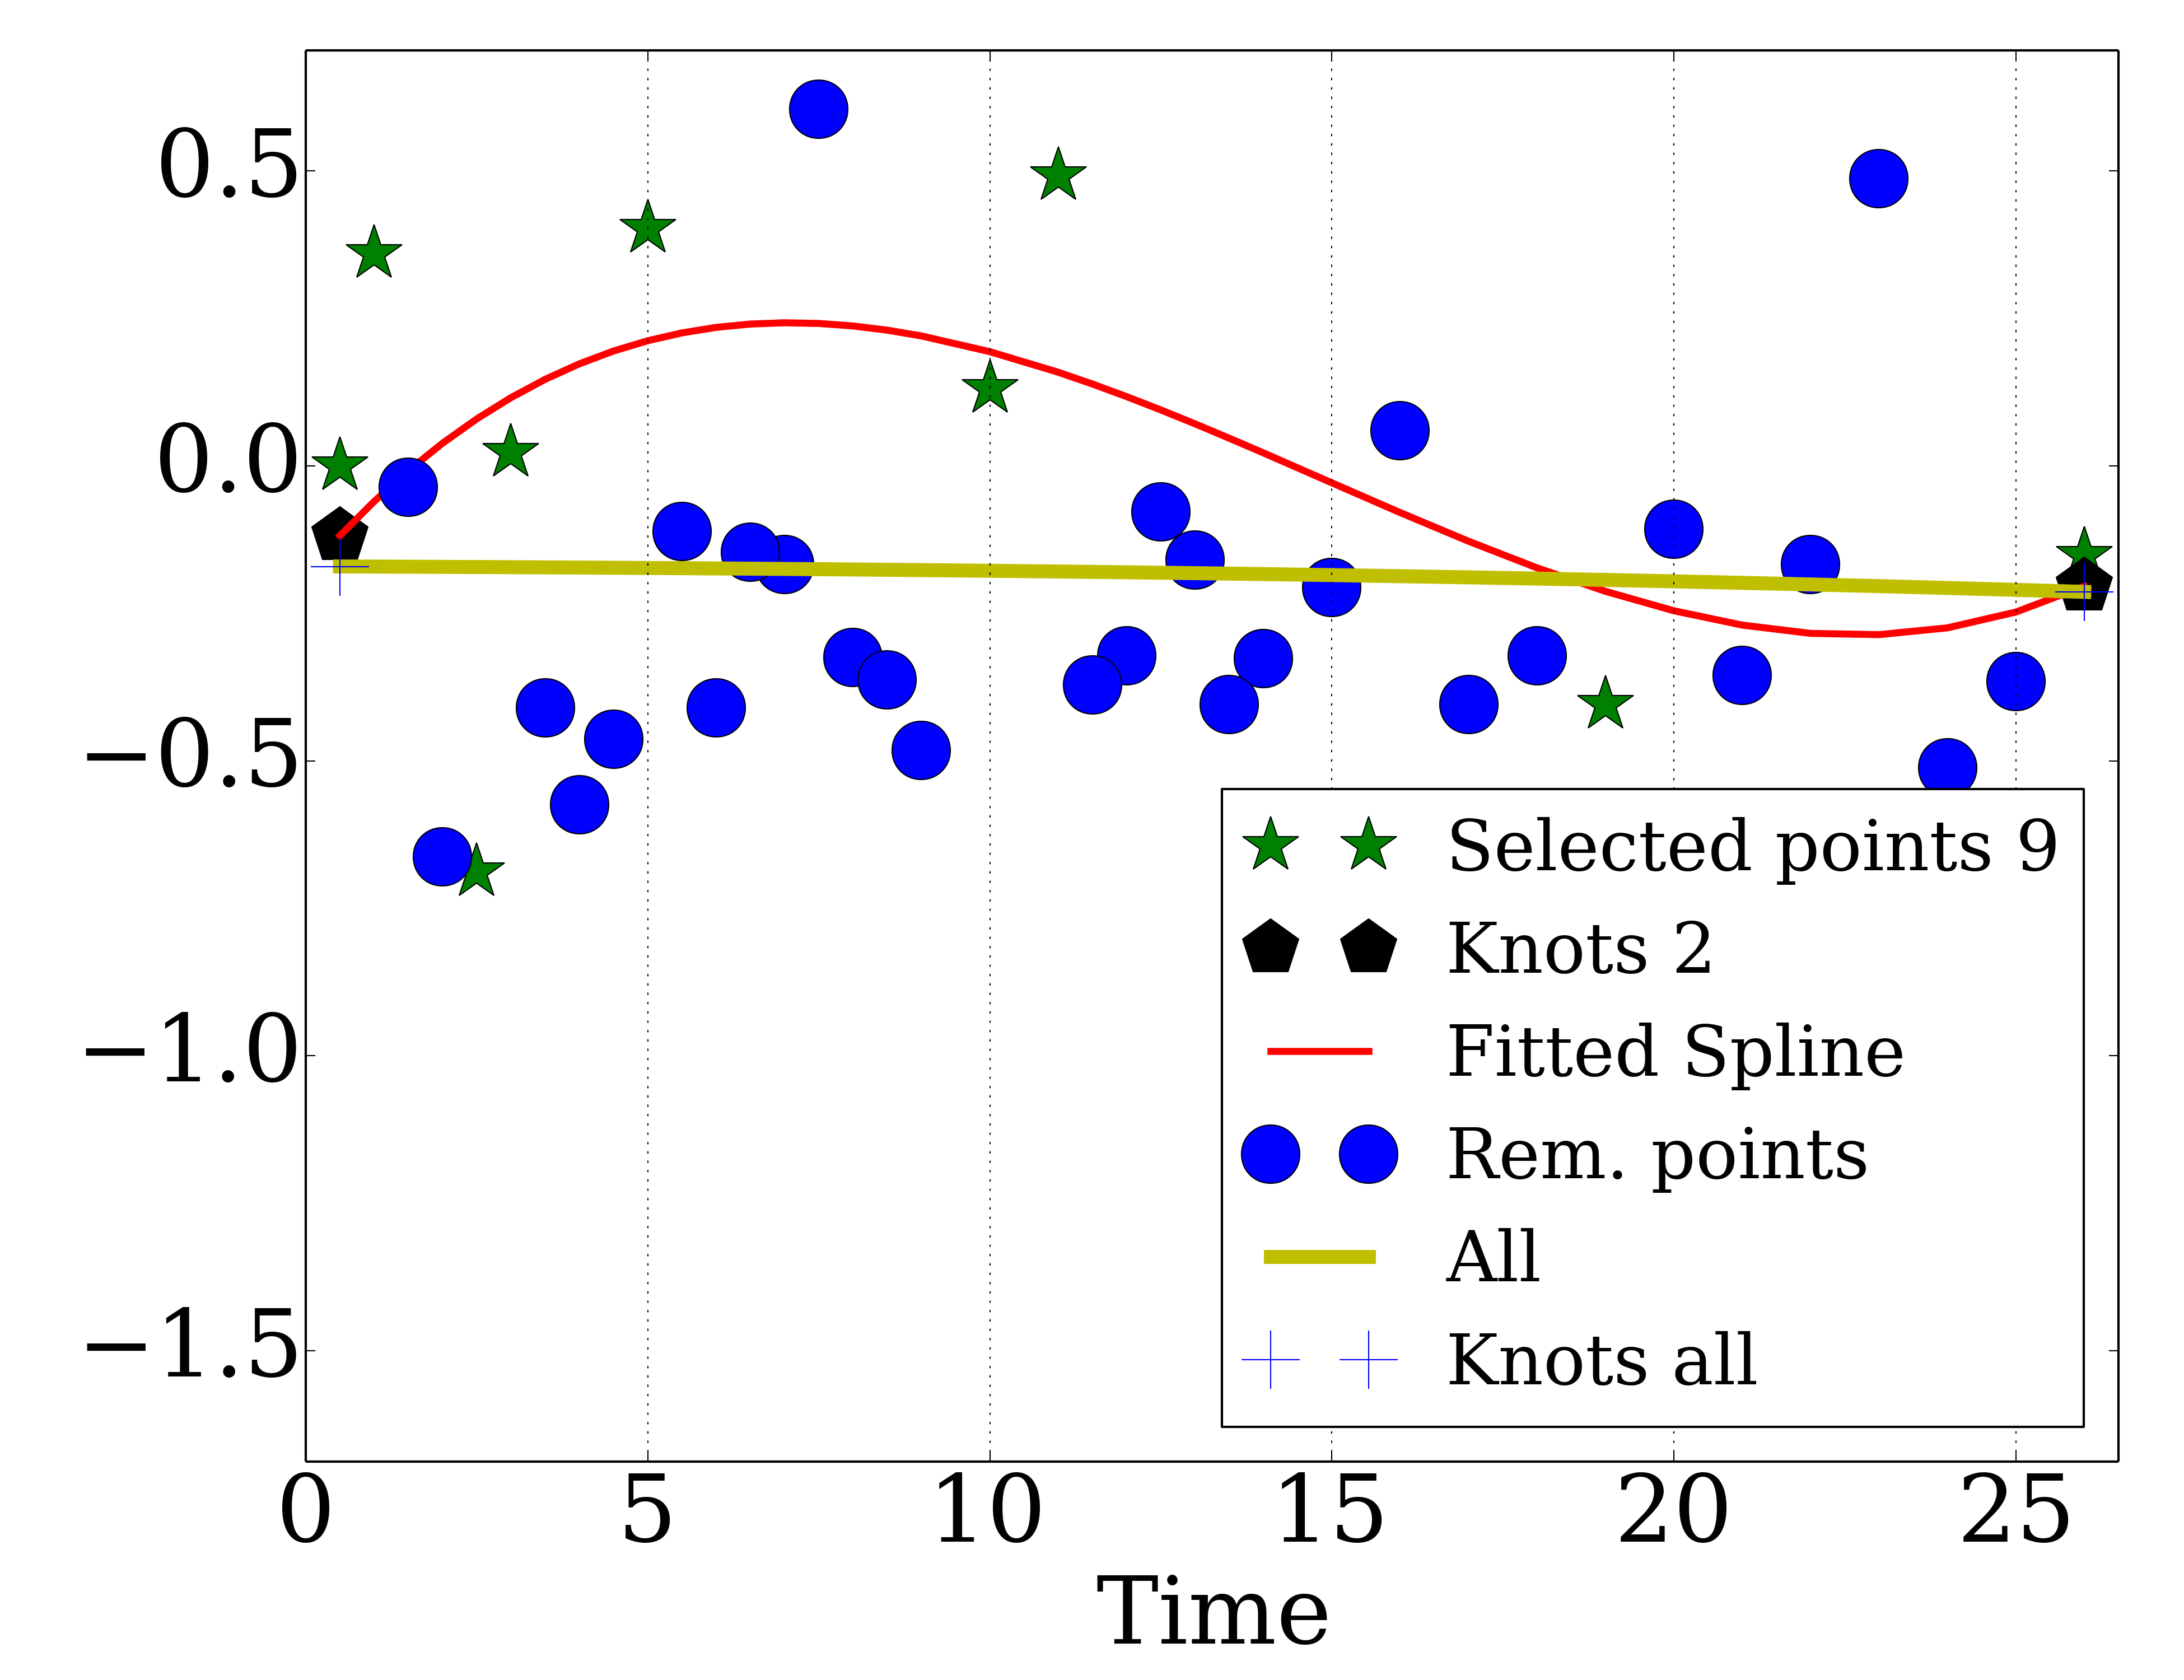 0.5
0.0
−0.5
−1.0
−1.5
Selected points 9
Knots 2
Fitted Spline
Rem. points
All
Knots all
0 5 10 15 20 25
Time